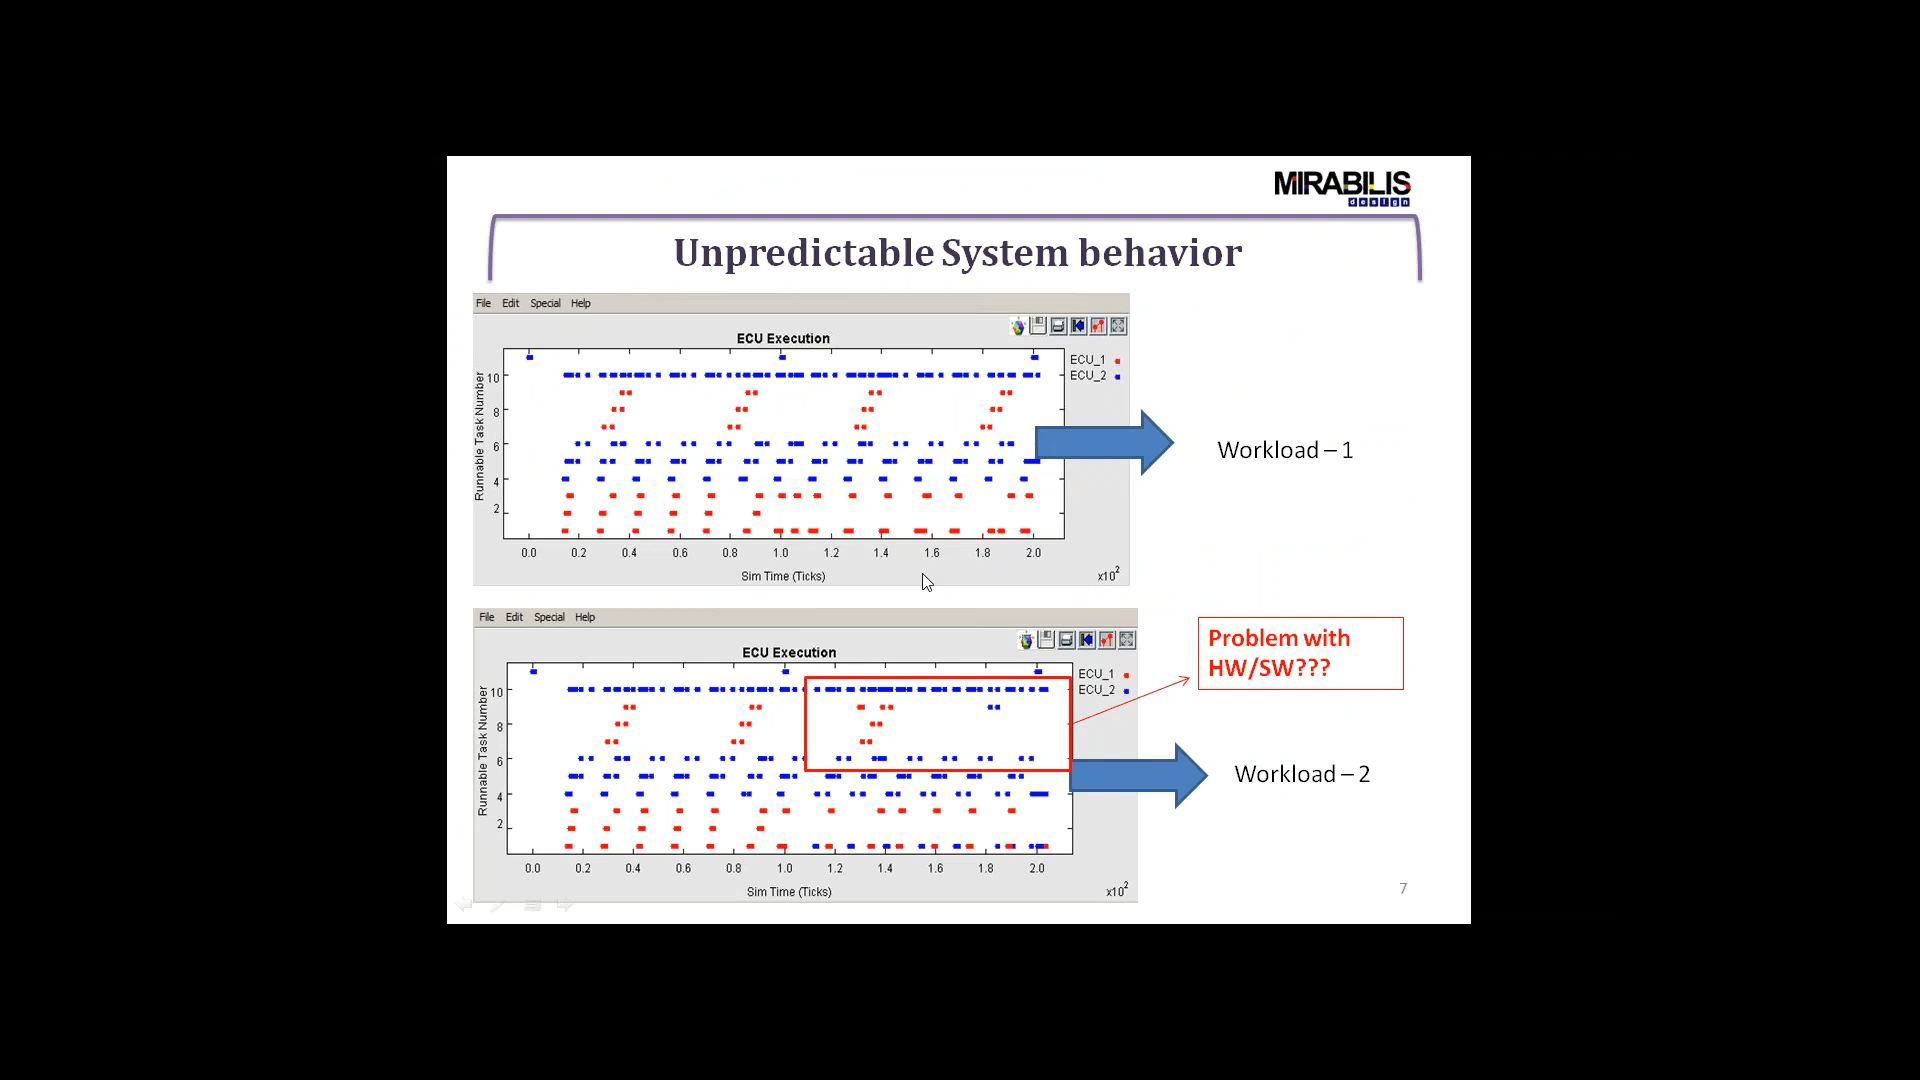 MIRABILIS
design
Unpredictable System behavior
File Edit Special Help
ECU Execution
ECU_1
ECU_2
Runnable Task Number
10
8
6
4
2
0.0 0.2 0.4 0.6 0.8 1.0 1.2 1.4 1.6 1.8 2.0
Sim Time (Ticks)
x10²
Workload – 1
File Edit Special Help
ECU Execution
ECU_1
ECU_2
Runnable Task Number
10
8
6
4
2
0.0 0.2 0.4 0.6 0.8 1.0 1.2 1.4 1.6 1.8 2.0
Sim Time (Ticks)
x10²
Problem with
HW/SW???
Workload – 2
7